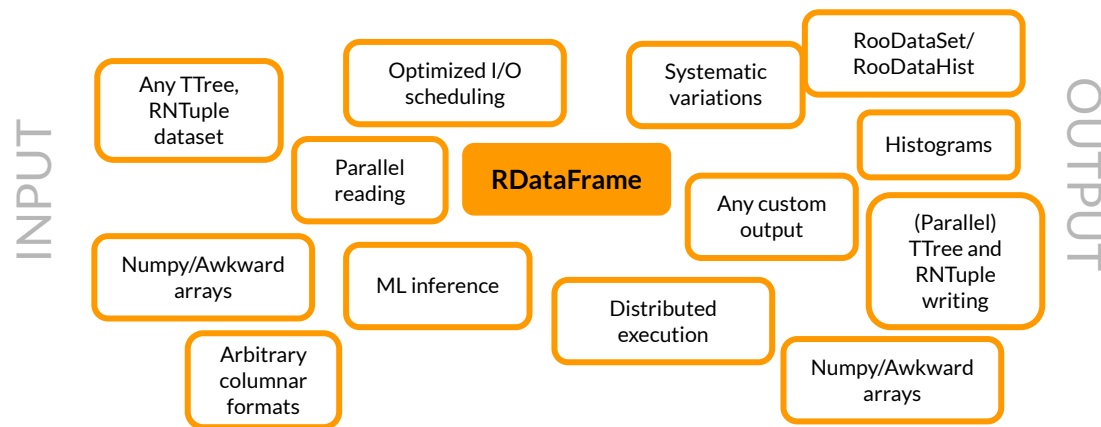 INPUT
Any TTree,
RNTuple
dataset
Optimized I/O
scheduling
Systematic
variations
RooDataSet/
RooDataHist
Parallel
reading
RDataFrame
Histograms
Any custom
output
(Parallel)
TTree and
RNTuple
writing
Numpy/Awkward
arrays
ML inference
Distributed
execution
Arbitrary
columnar
formats
Numpy/Awkward
arrays
OUTPUT